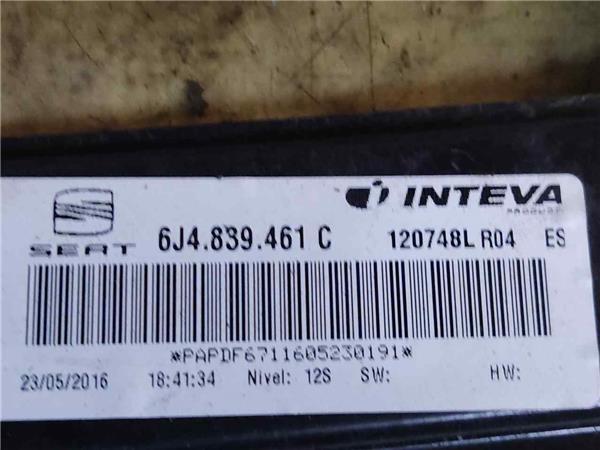 INTEVA
PRODUCTS
SEAT
6J4.839.461 C
120748L R04
ES
*PAPDF6711605230191*
23/05/2016
18:41:34
Nivel: 12S
SW:
HW: